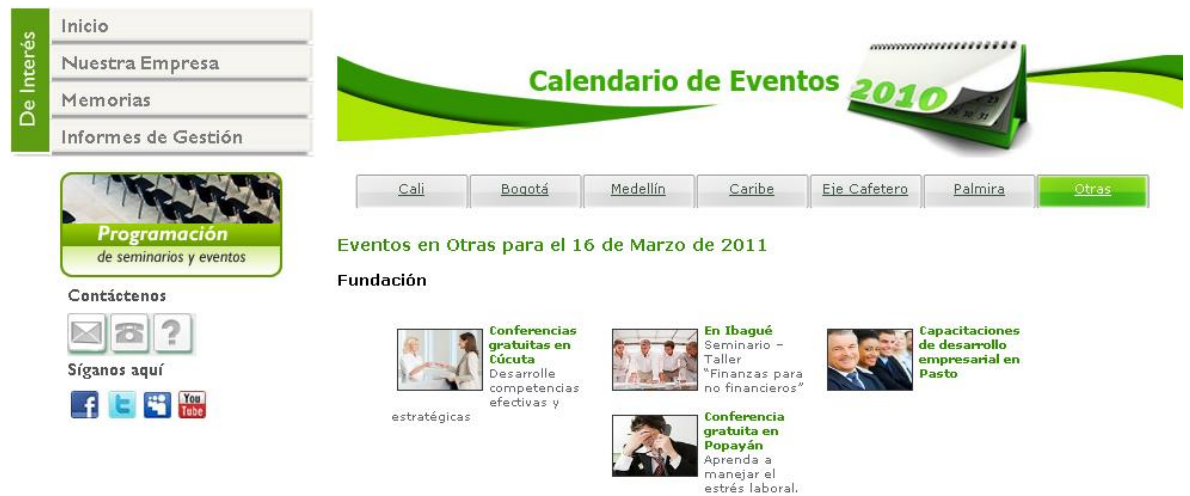 De Interés
Inicio
Nuestra Empresa
Memorias
Informes de Gestión
Programación
de seminarios y eventos
Contáctenos
?
Síganos aquí
f
t
You
Tube
Calendario de Eventos
2010
Cali
Bogotá
Medellín
Caribe
Eje Cafetero
Palmira
Otras
Eventos en Otras para el 16 de Marzo de 2011
Fundación
Conferencias
gratuitas en
Cúcuta
Desarrolle
competencias
efectivas y
estratégicas
En Ibagué
Seminario –
Taller
“Finanzas para
no financieros”
Conferencia
gratuita en
Popayán
Aprenda a
manejar el
estrés laboral.
Capacitaciones
de desarrollo
empresarial en
Pasto